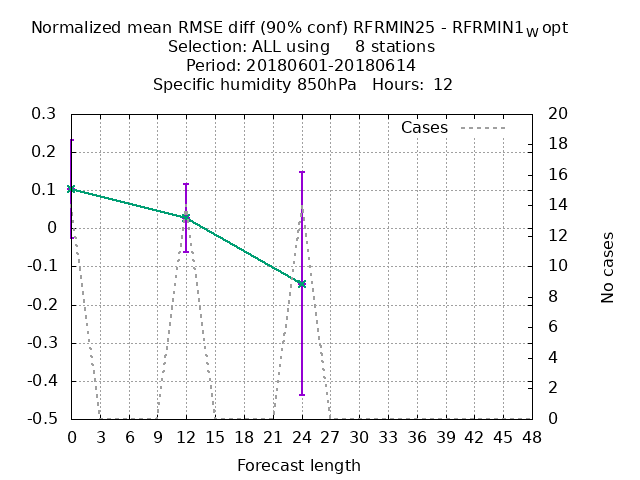 Normalized mean RMSE diff (90% conf) RFRMIN25 - RFRMIN1wopt
Selection: ALL using     8 stations
Period: 20180601-20180614
Specific humidity 850hPa   Hours:  12
Cases
0.3
0.2
0.1
0
-0.1
-0.2
-0.3
-0.4
-0.5
20
18
16
14
12
10
8
6
4
2
0
No cases
0 3 6 9 12 15 18 21 24 27 30 33 36 39 42 45 48
Forecast length